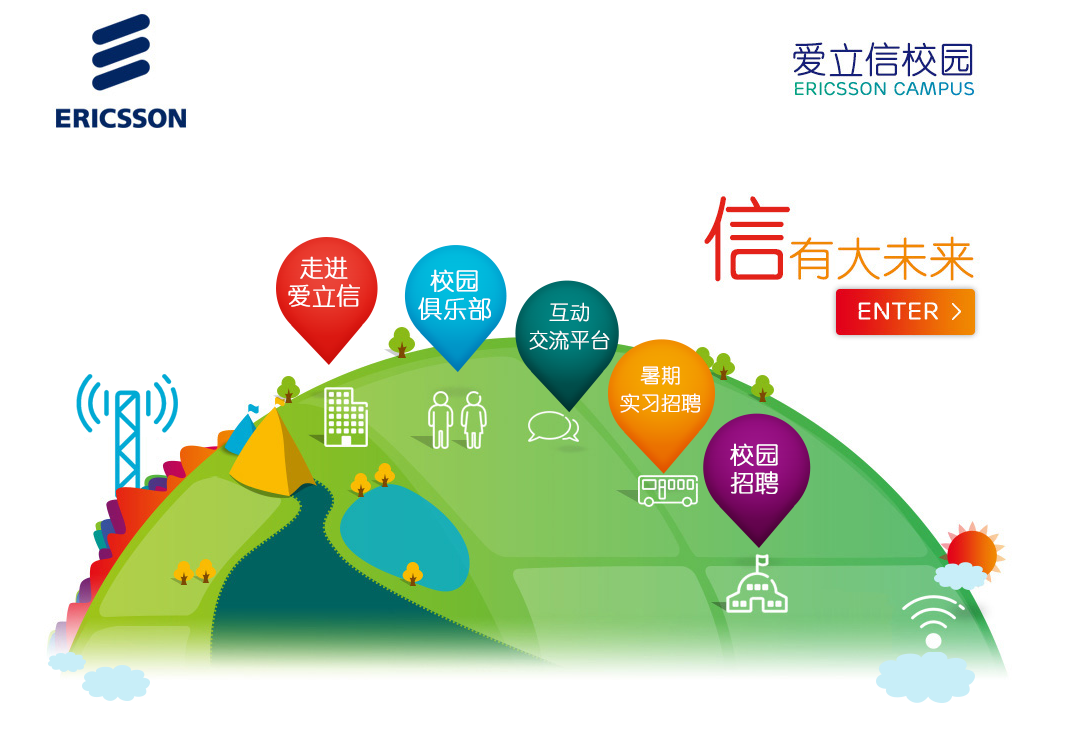 ERICSSON
爱立信校园
ERICSSON CAMPUS
信有大未来
ENTER
走进
爱立信
校园
俱乐部
互动
交流平台
暑期
实习招聘
校园
招聘